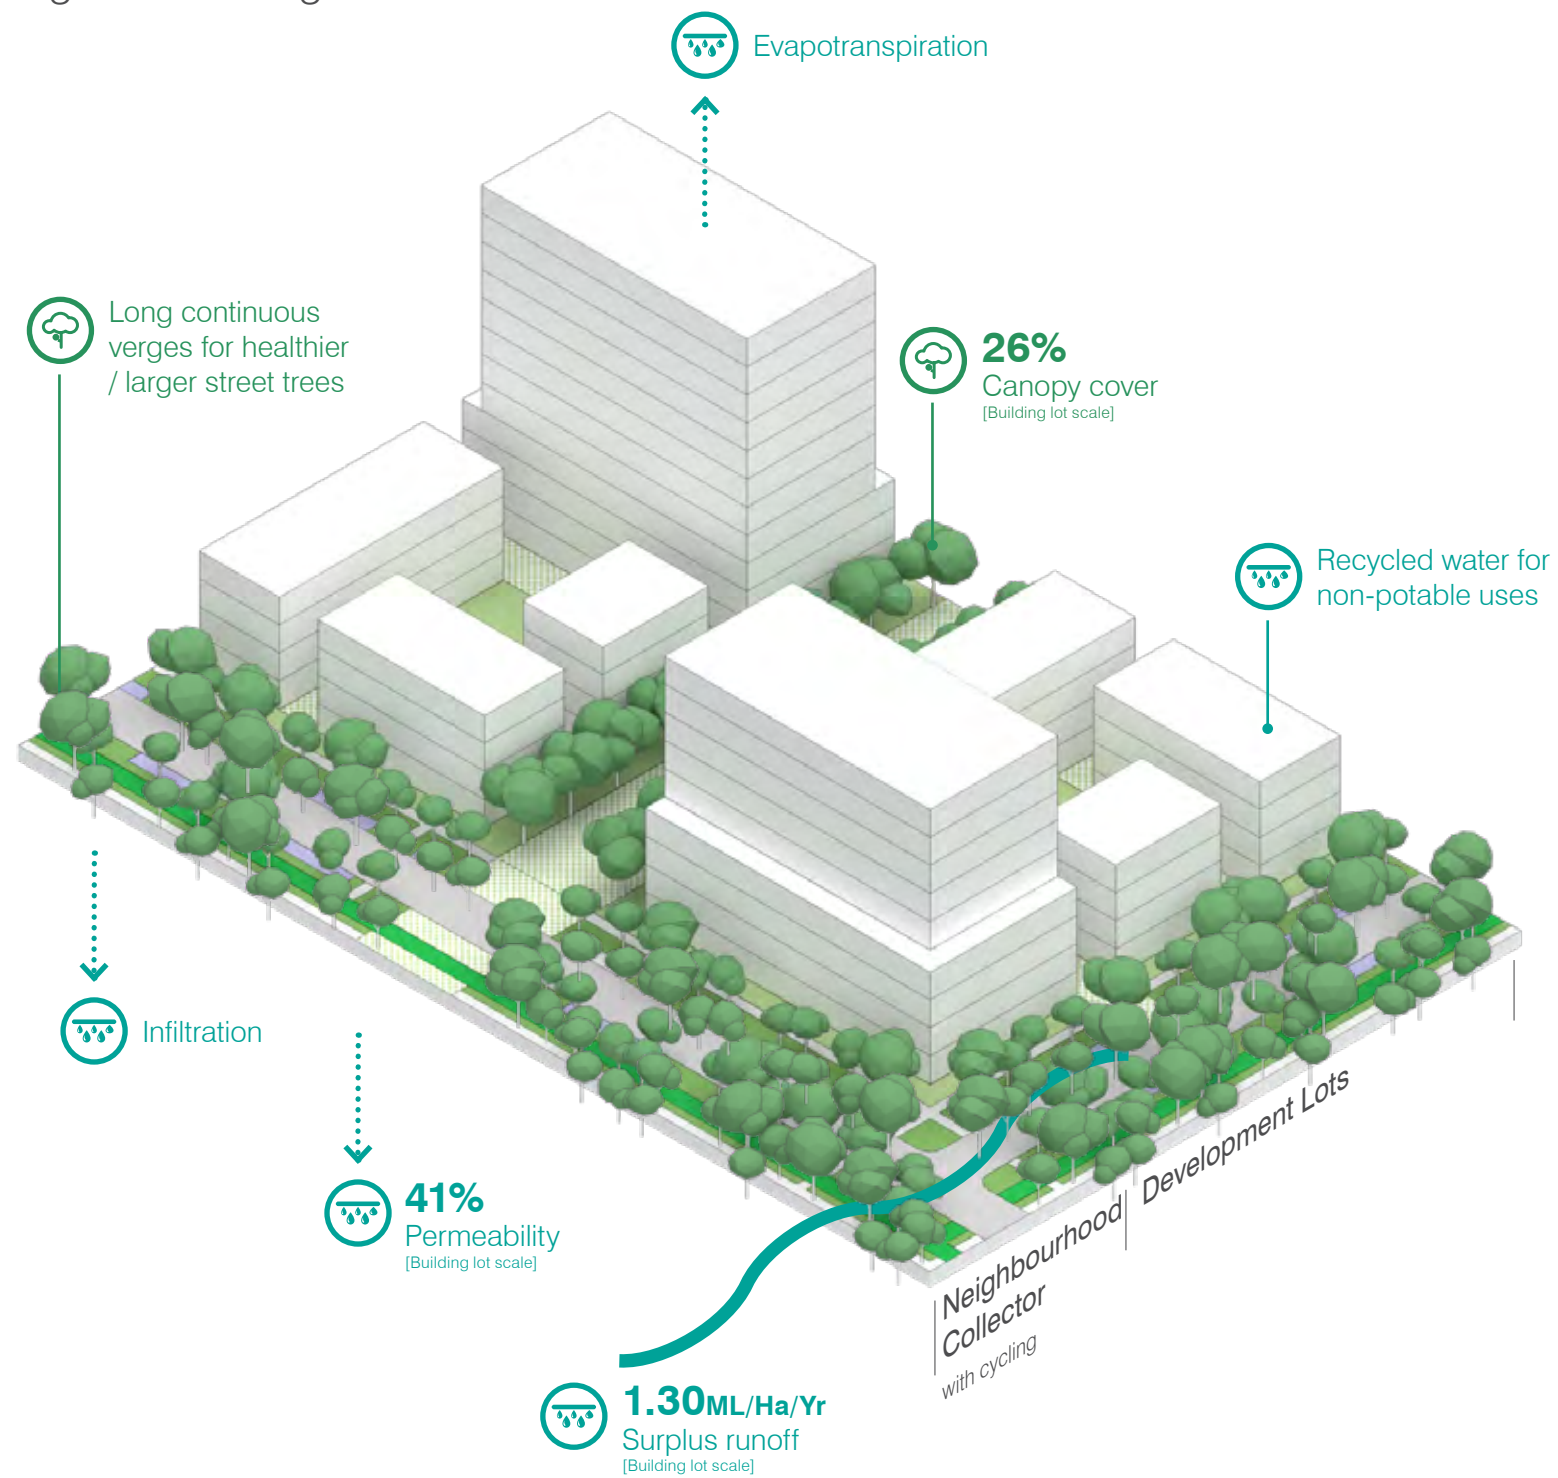 Evapotranspiration
Long continuous
verges for healthier
/ larger street trees
26%
Canopy cover
[Building lot scale]
Recycled water for
non-potable uses
Infiltration
41%
Permeability
[Building lot scale]
Development Lots
Neighbourhood
Collector
with cycling
1.30ML/Ha/Yr
Surplus runoff
[Building lot scale]